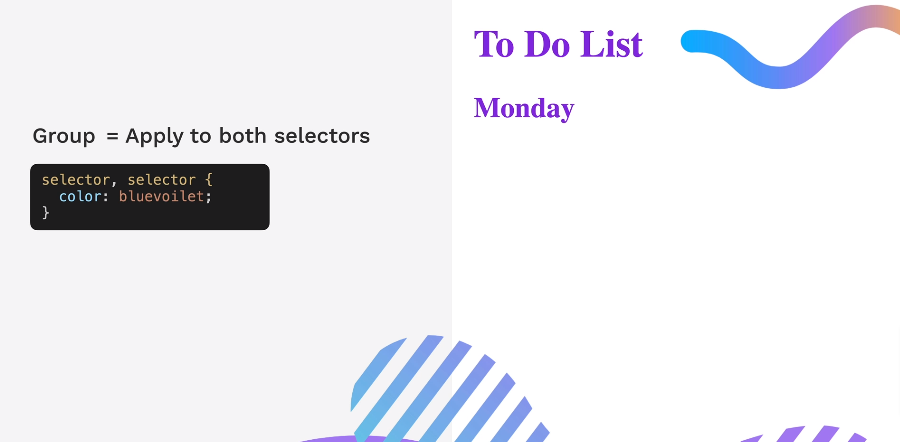 Group = Apply to both selectors
selector, selector {
  color: bluevoilet;
}
To Do List
Monday